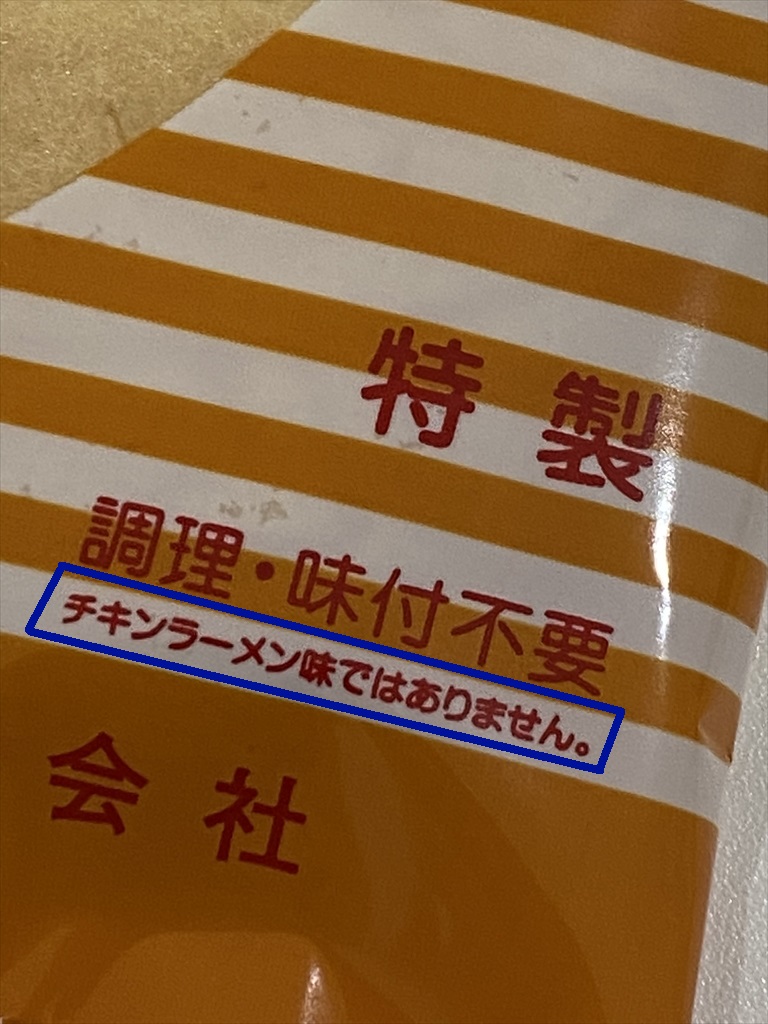 特製
調理・味付不要
チキンラーメン味ではありません。
会社